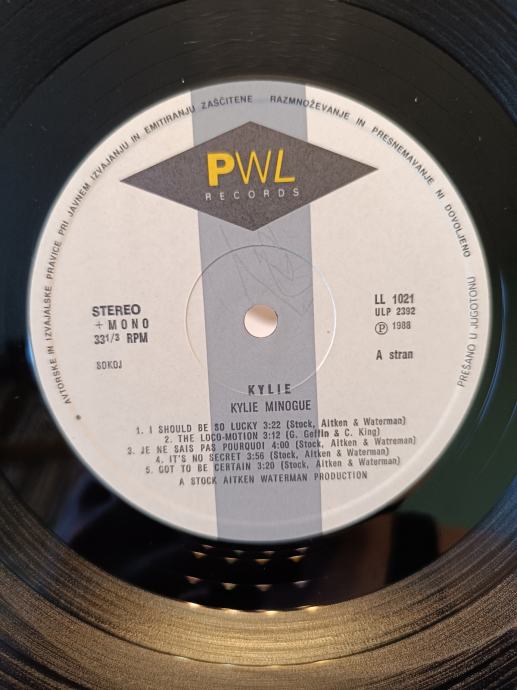 AVTORSKE IN IZVAJALSKE PRAVICE PRI JAVNEM IZVAJANJU IN EMITIRANJU ZAŠČITENE RAZMNOŽEVANJE IN PRESNEMAVANJE NI DOVOLJENO
PREŠANO U JUGOTONU
PWL
RECORDS
STEREO
+ MONO
33 1/3 RPM
SOKOJ
LL 1021
ULP 2392
Ⓟ 1988
A stran
KYLIE
KYLIE MINOGUE
1. I SHOULD BE SO LUCKY 3:22 (Stock, Aitken & Waterman)
2. THE LOCO-MOTION 3:12 (G. Goffin & C. King)
3. JE NE SAIS PAS POURQUOI 4:00 (Stock, Aitken & Watreman)
4. IT'S NO SECRET 3:56 (Stock, Aitken & Waterman)
5. GOT TO BE CERTAIN 3:20 (Stock, Aitken & Waterman)
A STOCK AITKEN WATERMAN PRODUCTION